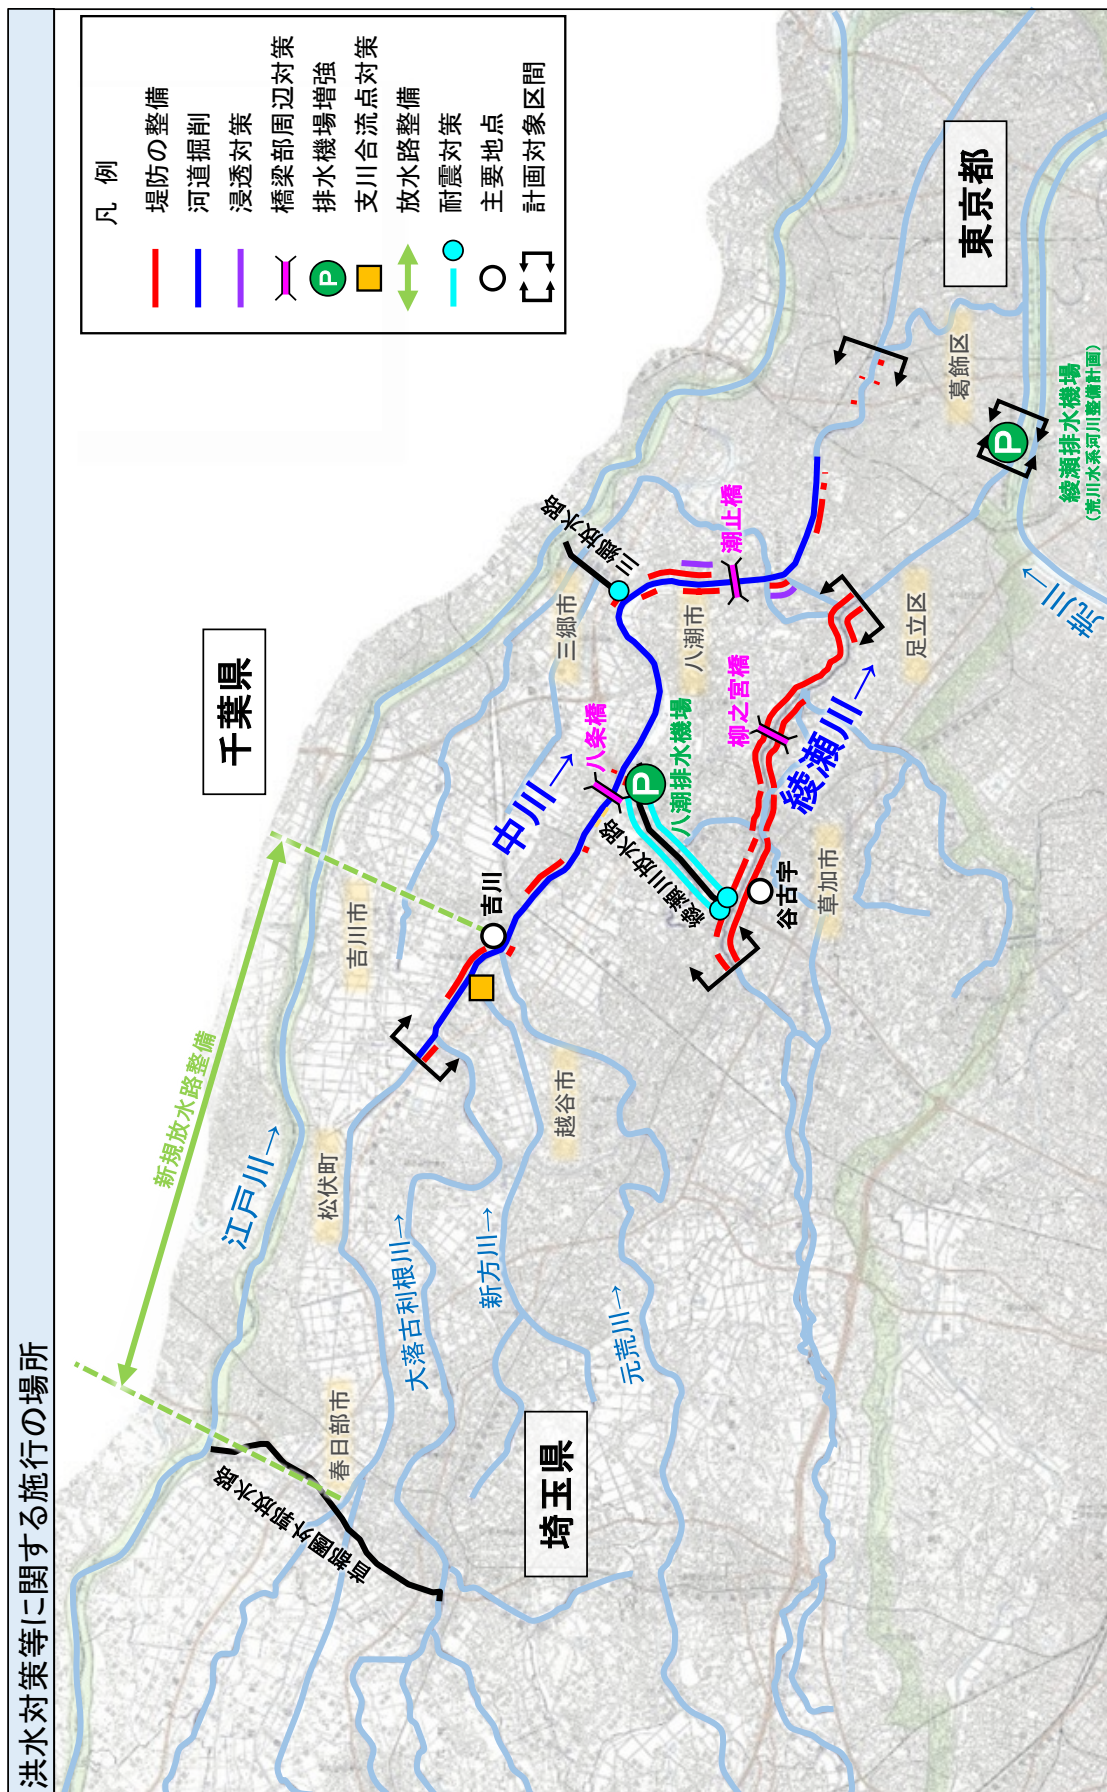 洪水対策等に関する施行の場所
凡 例
堤防の整備
河道掘削
浸透対策
橋梁部周辺対策
P 排水機場増強
支川合流点対策
放水路整備
耐震対策
主要地点
計画対象区間
千葉県
埼玉県
東京都
新規放水路整備
江戸川→
首都圏外郭放水路
春日部市
松伏町
大落古利根川→
新方川→
元荒川→
越谷市
吉川市
吉川
中川→
八条橋
三郷市
三郷放水路
八潮市
潮止橋
P
八潮排水機場
綾瀬川放水路
柳之宮橋
綾瀬川→
谷古宇
草加市
足立区
葛飾区
荒川→
P
綾瀬排水機場
(荒川水系河川整備計画)